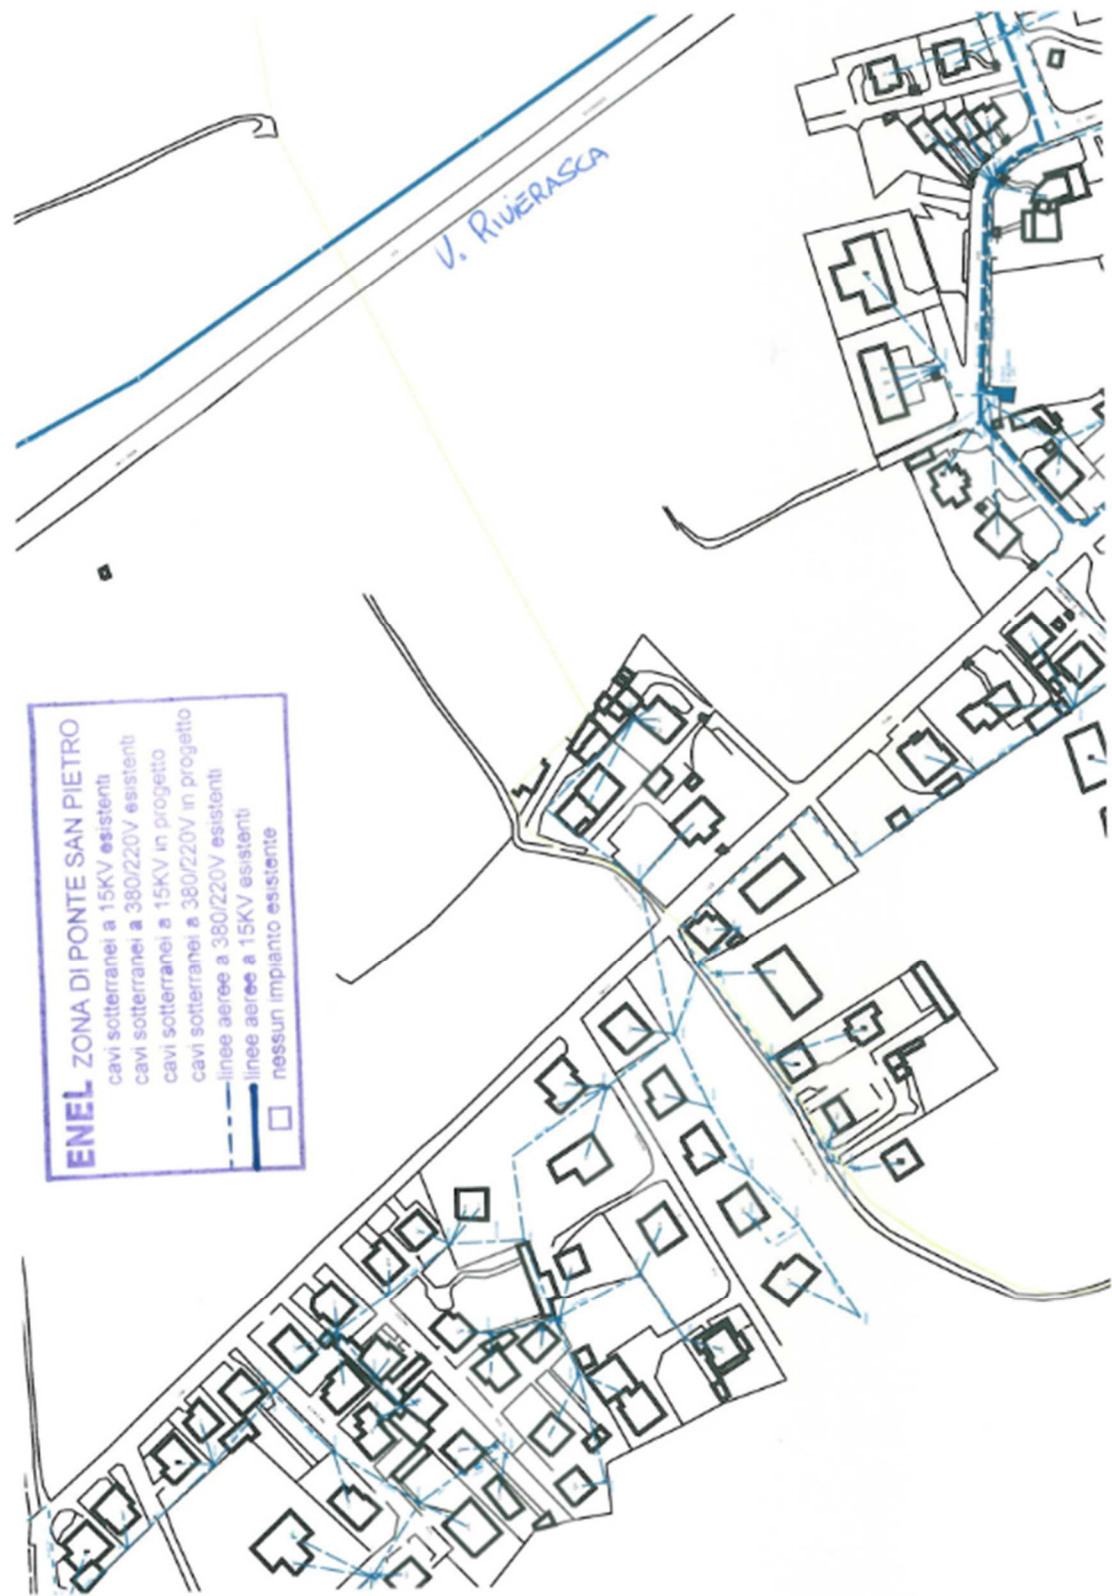 V. RIVIERASCA
ENEL ZONA DI PONTE SAN PIETRO
cavi sotterranei a 15KV esistenti
cavi sotterranei a 380/220V esistenti
cavi sotterranei a 15KV in progetto
cavi sotterranei a 380/220V in progetto
linee aeree a 380/220V esistenti
linee aeree a 15KV esistenti
nessun impianto esistente